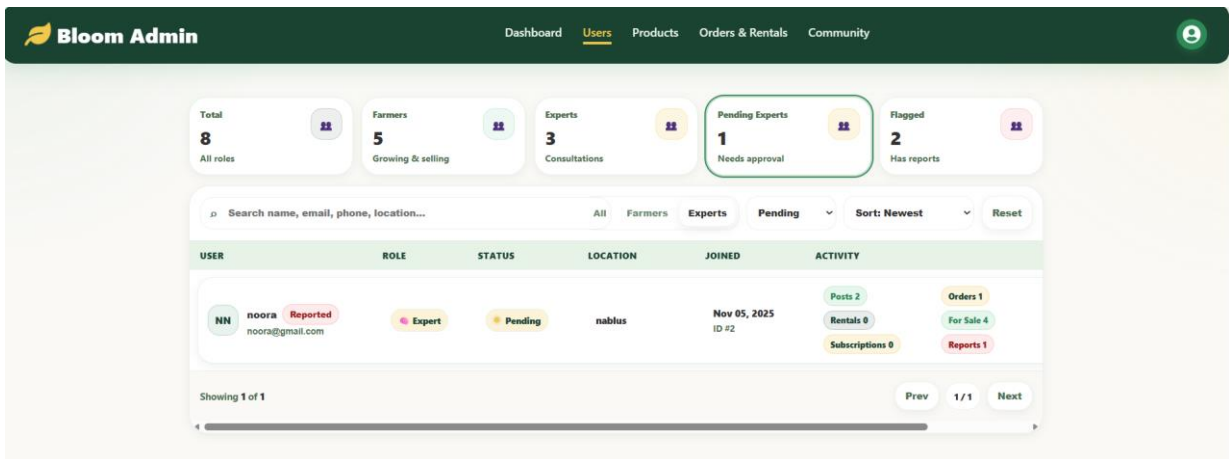 Bloom Admin
Dashboard Users Products Orders & Rentals Community
Total
8
All roles
Farmers
5
Growing & selling
Experts
3
Consultations
Pending Experts
1
Needs approval
Flagged
2
Has reports
Search name, email, phone, location...
All Farmers Experts Pending Sort: Newest Reset
USER ROLE STATUS LOCATION JOINED ACTIVITY
NN
noora Reported
noora@gmail.com
Expert
Pending
nablus
Nov 05, 2025
ID #2
Posts 2 Orders 1
Rentals 0 For Sale 4
Subscriptions 0 Reports 1
Showing 1 of 1
Prev 1/1 Next